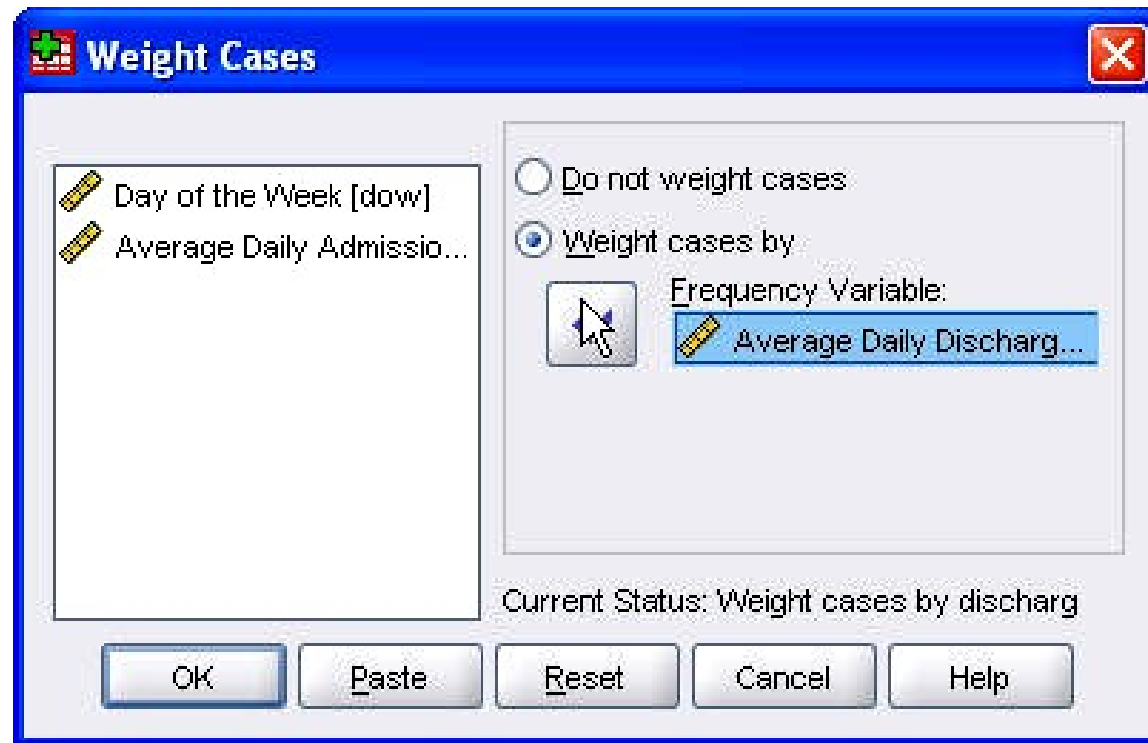 Weight Cases
Day of the Week [dow]
Average Daily Admissio...
Do not weight cases
Weight cases by
Frequency Variable:
Average Daily Discharg...
Current Status: Weight cases by discharg
OK Paste Reset Cancel Help